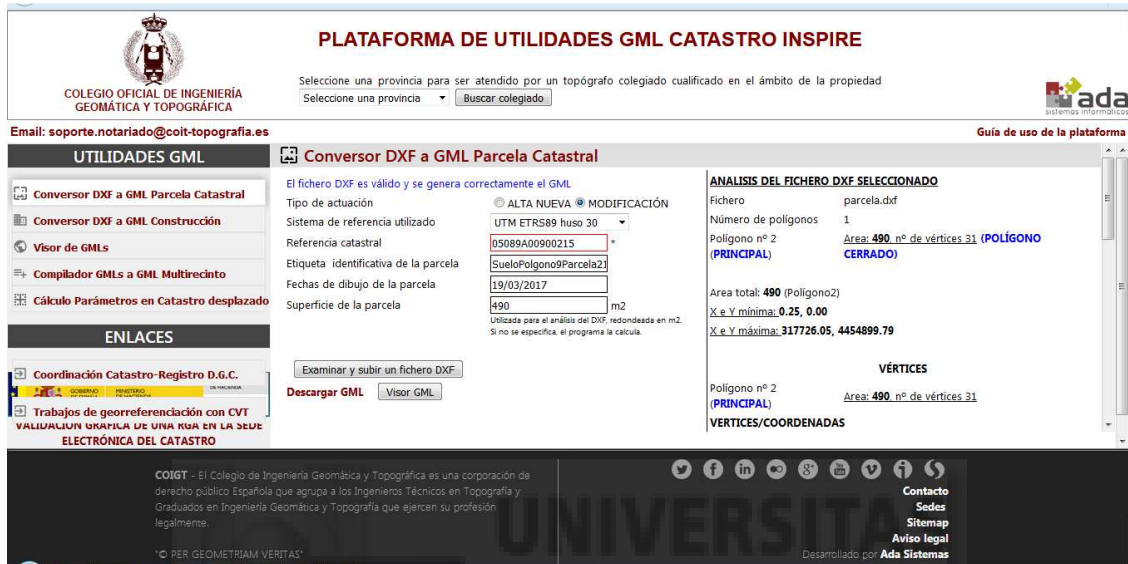 COLEGIO OFICIAL DE INGENIERÍA
GEOMÁTICA Y TOPOGRÁFICA
PLATAFORMA DE UTILIDADES GML CATASTRO INSPIRE
Seleccione una provincia para ser atendido por un topógrafo colegiado cualificado en el ámbito de la propiedad
Seleccione una provincia
Buscar colegiado
ada
sistemas informáticos
Email: soporte.notariado@coit-topografia.es
Guía de uso de la plataforma
UTILIDADES GML
Conversor DXF a GML Parcela Catastral
Conversor DXF a GML Construcción
Visor de GMLs
Compilador GMLs a GML Multirecinto
Cálculo Parámetros en Catastro desplazado
ENLACES
Coordinación Catastro-Registro D.G.C.
GOBIERNO MINISTERIO
Trabajos de georreferenciación con CVT
VALIDACIÓN GRÁFICA DE UNA RGA EN LA SEDE
ELECTRÓNICA DEL CATASTRO
Conversor DXF a GML Parcela Catastral
El fichero DXF es válido y se genera correctamente el GML
Tipo de actuación ALTA NUEVA MODIFICACIÓN
Sistema de referencia utilizado UTM ETRS89 huso 30
Referencia catastral 05089A00900215 *
Etiqueta identificativa de la parcela SueloPolgono9Parcela21
Fechas de dibujo de la parcela 19/03/2017
Superficie de la parcela 490 m2
Utilizada para el análisis del DXF, redondeada en m2.
Si no se especifica, el programa la calcula.
Examinar y subir un fichero DXF
Descargar GML Visor GML
ANALISIS DEL FICHERO DXF SELECCIONADO
Fichero parcela.dxf
Número de polígonos 1
Polígono nº 2 Area: 490, nº de vértices 31 (POLÍGONO
(PRINCIPAL) CERRADO)
Area total: 490 (Polígono2)
X e Y mínima: 0.25, 0.00
X e Y máxima: 317726.05, 4454899.79
VÉRTICES
Polígono nº 2 Area: 490, nº de vértices 31
(PRINCIPAL)
VERTICES/COORDENADAS
COIGT - El Colegio de Ingeniería Geomática y Topográfica es una corporación de
derecho público Española que agrupa a los Ingenieros Técnicos en Topografía y
Graduados en Ingeniería Geomática y Topografía que ejercen su profesión
legalmente.
"© PER GEOMETRIAM VERITAS"
UNIVERSITA
Contacto
Sedes
Sitemap
Aviso legal
Desarrollado por Ada Sistemas